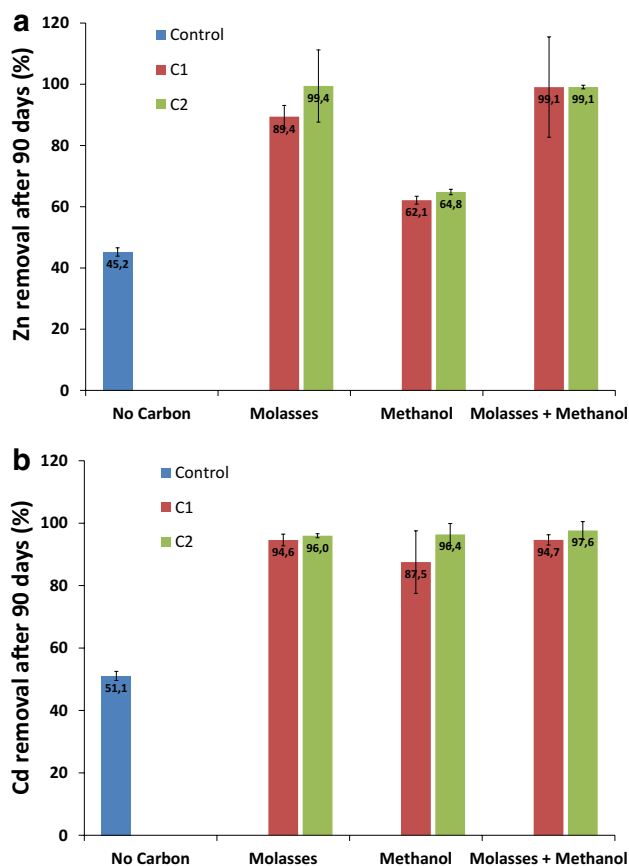 a
Zn removal after 90 days (%)
120
100
80
60
40
20
0
Control
C1
C2
45,2
89,4
99,4
62,1
64,8
99,1
99,1
No Carbon Molasses Methanol Molasses + Methanol
b
Cd removal after 90 days (%)
120
100
80
60
40
20
0
Control
C1
C2
51,1
94,6
96,0
87,5
96,4
94,7
97,6
No Carbon Molasses Methanol Molasses + Methanol